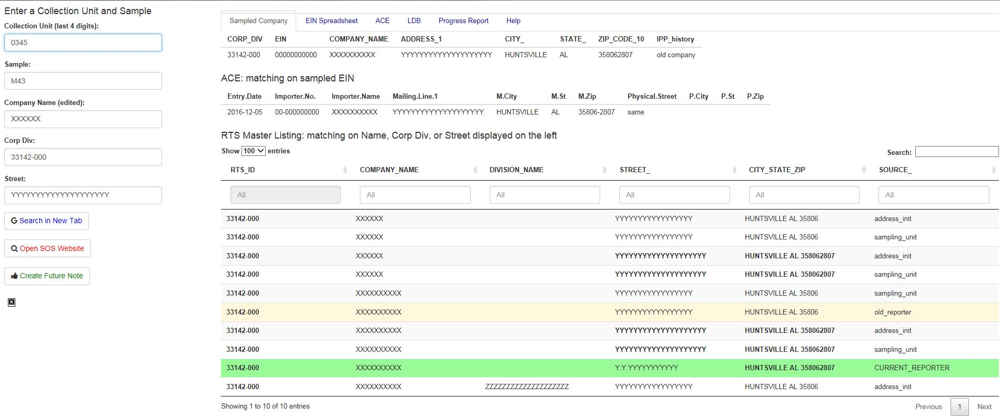 Enter a Collection Unit and Sample
Collection Unit (last 4 digits):
0345
Sample:
M43
Company Name (edited):
XXXXXX
Corp Div:
33142-000
Street:
YYYYYYYYYYYYYYYYYYYYY
Search in New Tab
Open SOS Website
Create Future Note
Sampled Company EIN Spreadsheet ACE LDB Progress Report Help
CORP_DIV EIN COMPANY_NAME ADDRESS_1 CITY_ STATE_ ZIP_CODE_10 IPP_history
33142-000 00000000000 XXXXXXXXXX YYYYYYYYYYYYYYYYYYYY HUNTSVILLE AL 358062807 old company
ACE: matching on sampled EIN
Entry.Date Importer.No. Importer.Name Mailing.Line.1 M.City M.St M.Zip Physical.Street P.City P.St P.Zip
2016-12-05 00-000000000 XXXXXXXXXX YYYYYYYYYYYYYYYYYYYY HUNTSVILLE AL 35806-2807 same
RTS Master Listing: matching on Name, Corp Div, or Street displayed on the left
Show 100 entries
Search:
RTS_ID COMPANY_NAME DIVISION_NAME STREET_ CITY_STATE_ZIP SOURCE_
All All All All All All
33142-000 XXXXXX YYYYYYYYYYYYYYYYY HUNTSVILLE AL 35806 address_init
33142-000 XXXXXX YYYYYYYYYYYYYYYYY HUNTSVILLE AL 35806 sampling_unit
33142-000 XXXXXX YYYYYYYYYYYYYYYYYYYY HUNTSVILLE AL 358062807 address_init
33142-000 XXXXXX YYYYYYYYYYYYYYYYYYYY HUNTSVILLE AL 358062807 sampling_unit
33142-000 XXXXXXXXXX YYYYYYYYYYYYYYYYY HUNTSVILLE AL 35806 sampling_unit
33142-000 XXXXXXXXXX YYYYYYYYYYYYYYYYY HUNTSVILLE AL 35806 old_reporter
33142-000 XXXXXXXXXX YYYYYYYYYYYYYYYYYYYY HUNTSVILLE AL 358062807 address_init
33142-000 XXXXXXXXXX YYYYYYYYYYYYYYYYYYYY HUNTSVILLE AL 358062807 sampling_unit
33142-000 XXXXXXXXXX Y.Y.YYYYYYYYYYY HUNTSVILLE AL 358062807 CURRENT_REPORTER
33142-000 XXXXXXXXXX ZZZZZZZZZZZZZZZZZZZZ YYYYYYYYYYYYYYYYY HUNTSVILLE AL 35806 address_init
Showing 1 to 10 of 10 entries
Previous 1 Next